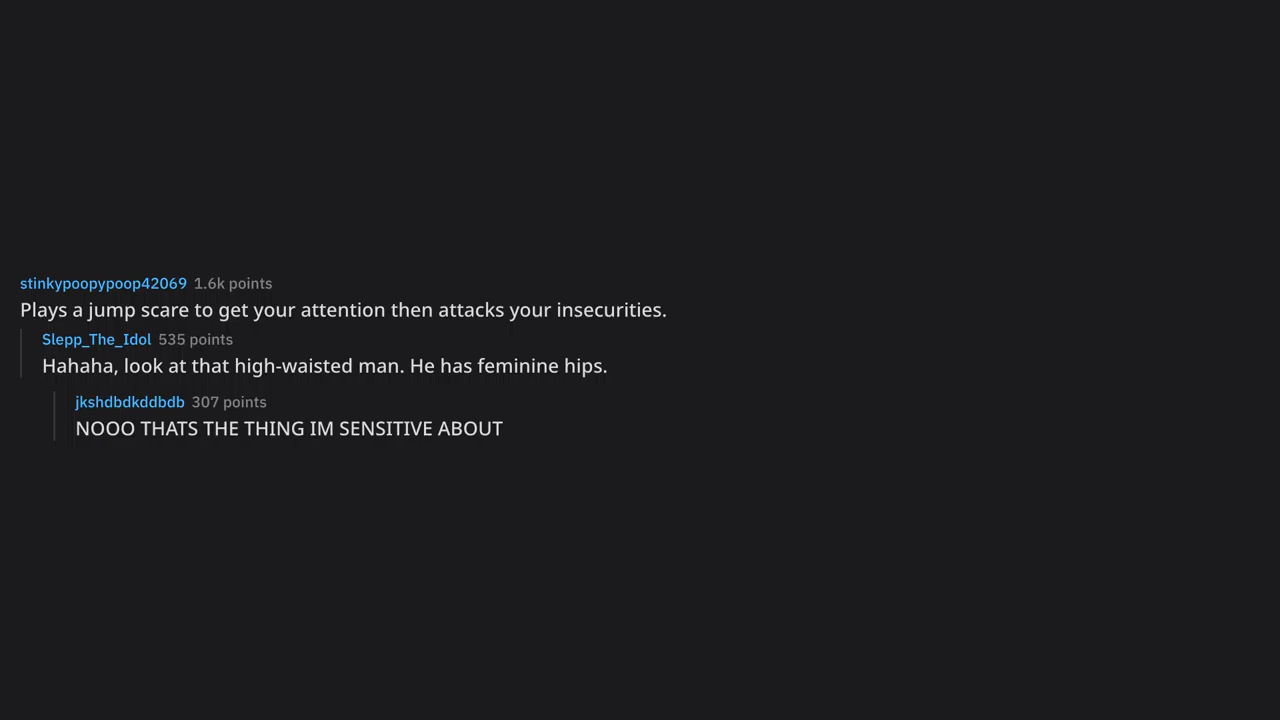 stinkypoopypoop42069 1.6k points
Plays a jump scare to get your attention then attacks your insecurities.
Slepp_The_Idol 535 points
Hahaha, look at that high-waisted man. He has feminine hips.
jkshdbdkddbdb 307 points
NOOO THATS THE THING IM SENSITIVE ABOUT